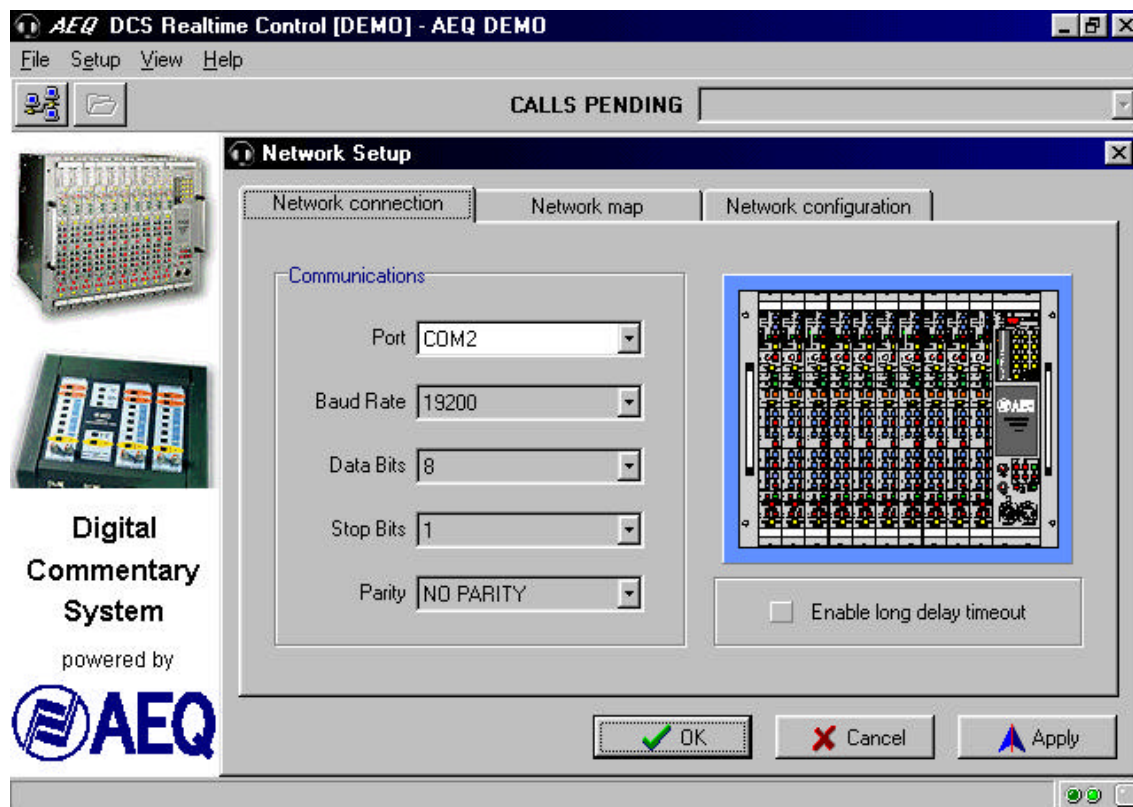 AEQ DCS Realtime Control [DEMO] - AEQ DEMO
File Setup View Help
CALLS PENDING
Network Setup
Network connection Network map Network configuration
Communications
Port COM2
Baud Rate 19200
Data Bits 8
Stop Bits 1
Parity NO PARITY
AEQ
Enable long delay timeout
Digital
Commentary
System
powered by
AEQ
OK Cancel Apply